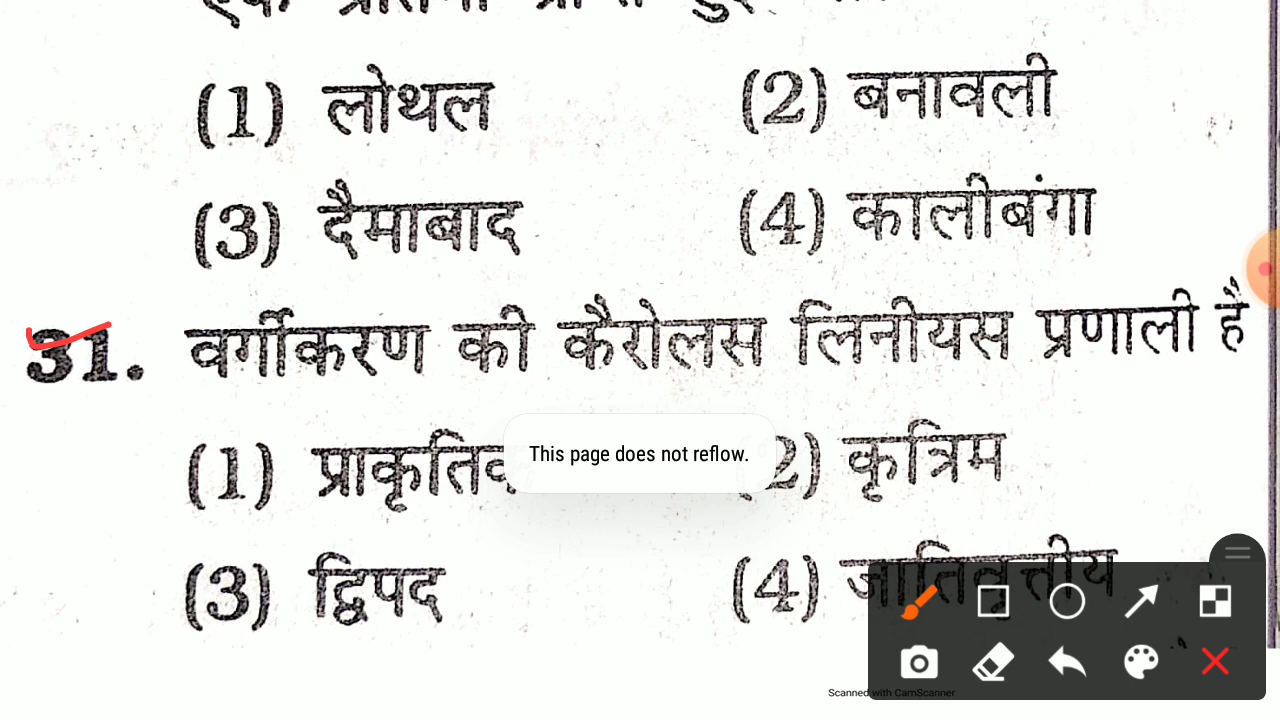 (1) लोथल (2) बनावली
(3) दैमाबाद (4) कालीबंगा
31. वर्गीकरण की कैरोलस लिनीयस प्रणाली है
(1) (2) कृत्रिम
This page does not reflow.
(3) द्विपद (4) जातिवृत्तीय
Scanned with CamScanner